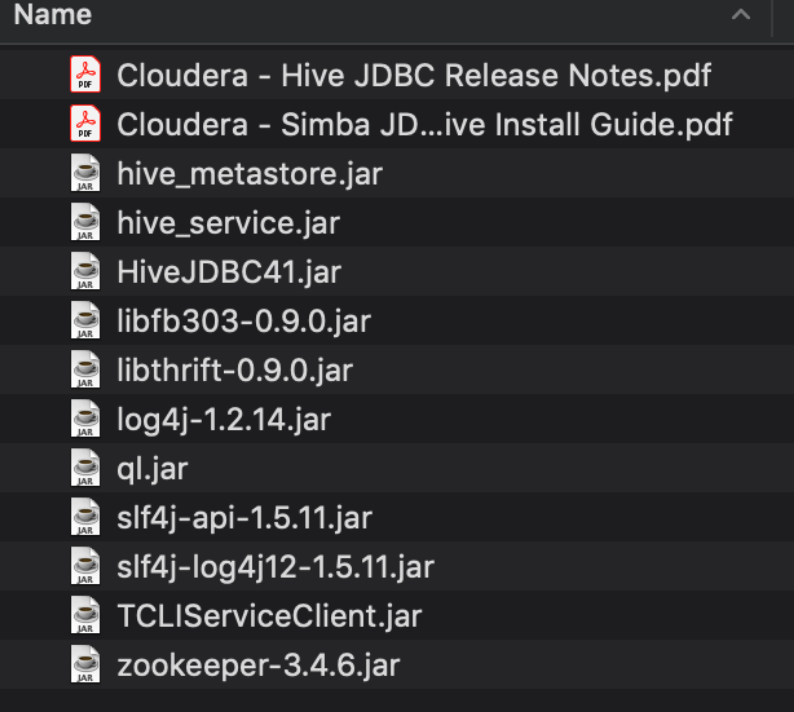 Name
PDF
Cloudera - Hive JDBC Release Notes.pdf
PDF
Cloudera - Simba JD...ive Install Guide.pdf
JAR
hive_metastore.jar
JAR
hive_service.jar
JAR
HiveJDBC41.jar
JAR
libfb303-0.9.0.jar
JAR
libthrift-0.9.0.jar
JAR
log4j-1.2.14.jar
JAR
ql.jar
JAR
slf4j-api-1.5.11.jar
JAR
slf4j-log4j12-1.5.11.jar
JAR
TCLIServiceClient.jar
JAR
zookeeper-3.4.6.jar